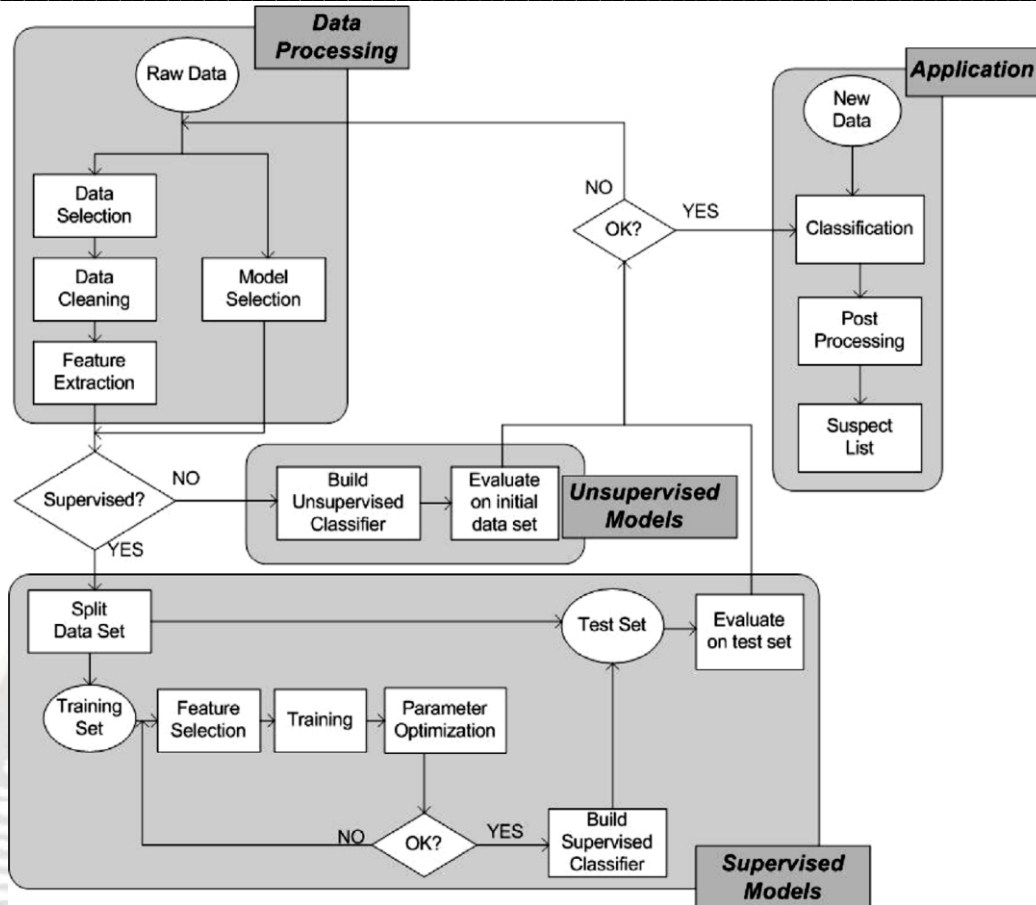 Data
Processing
Raw Data
Data
Selection
Data
Cleaning
Feature
Extraction
Model
Selection
Application
New
Data
Classification
Post
Processing
Suspect
List
NO
OK?
YES
Supervised?
NO
YES
Build
Unsupervised
Classifier
Evaluate
on initial
data set
Unsupervised
Models
Split
Data Set
Test Set
Evaluate
on test set
Training
Set
Feature
Selection
Training
Parameter
Optimization
NO
OK?
YES
Build
Supervised
Classifier
Supervised
Models